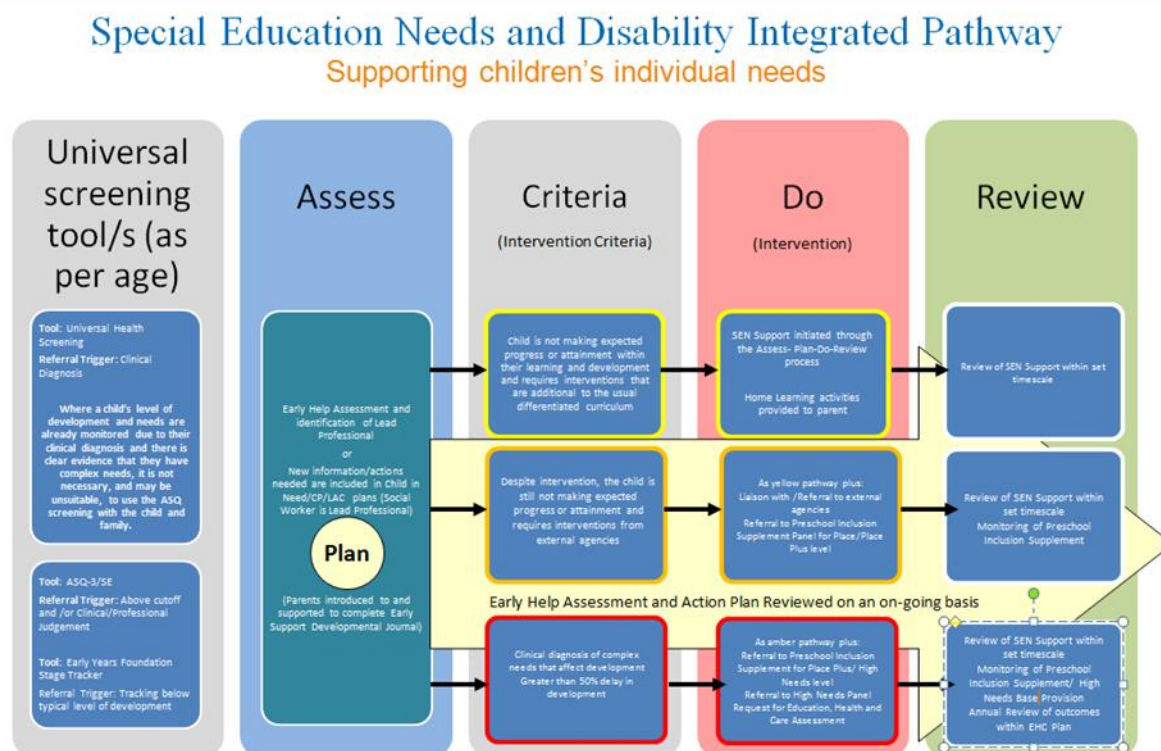 Special Education Needs and Disability Integrated Pathway
Supporting children's individual needs
Universal
screening
tool/s (as
per age)
Tool: Universal Health
Screening
Referral Trigger: Clinical
Diagnosis
Where a child's level of
development and needs are
already monitored due to their
clinical diagnosis and there is
clear evidence that they have
complex needs, it is not
necessary, and may be
unsuitable, to use the ASQ
screening with the child and
family.
Tool: ASQ-3/SE
Referral Trigger: Above cutoff
and /or Clinical/Professional
Judgement
Tool: Early Years Foundation
Stage Tracker
Referral Trigger: Tracking below
typical level of development
Assess
Early Help Assessment and
identification of Lead
Professional
or
New information/actions
needed are included in Child in
Need/CP/LAC plans (Social
Worker is Lead Professional)
Plan
(Parents introduced to and
supported to complete Early
Support Developmental Journal)
Criteria
(Intervention Criteria)
Child is not making expected
progress or attainment within
their learning and development
and requires interventions that
are additional to the usual
differentiated curriculum
Despite intervention, the child is
still not making expected
progress or attainment and
requires interventions from
external agencies
Early Help Assessment and Action Plan Reviewed on an on-going basis
Clinical diagnosis of complex
needs that affect development
Greater than 50% delay in
development
Do
(Intervention)
SEN Support initiated through
the Assess- Plan-Do-Review
process
Home Learning activities
provided to parent
As yellow pathway plus:
Liaison with /Referral to external
agencies
Referral to Preschool Inclusion
Supplement Panel for Place/Place
Plus level
As amber pathway plus:
Referral to Preschool Inclusion
Supplement for Place Plus/ High
Needs level
Referral to High Needs Panel
Request for Education, Health and
Care Assessment
Review
Review of SEN Support within set
timescale
Review of SEN Support within
set timescale
Monitoring of Preschool
Inclusion Supplement
Review of SEN Support within
set timescale
Monitoring of Preschool
Inclusion Supplement/ High
Needs Base Provision
Annual Review of outcomes
within EHC Plan